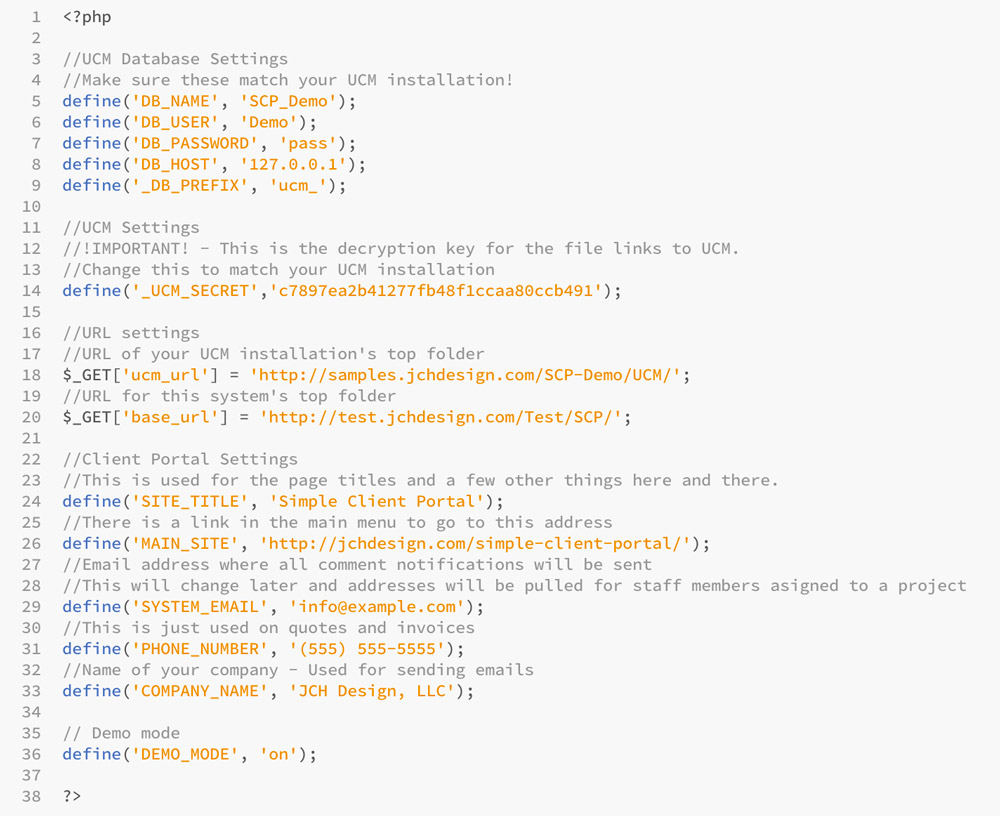 1 <?php
2
3 //UCM Database Settings
4 //Make sure these match your UCM installation!
5 define('DB_NAME', 'SCP_Demo');
6 define('DB_USER', 'Demo');
7 define('DB_PASSWORD', 'pass');
8 define('DB_HOST', '127.0.0.1');
9 define('_DB_PREFIX', 'ucm_');
10
11 //UCM Settings
12 //!IMPORTANT! - This is the decryption key for the file links to UCM.
13 //Change this to match your UCM installation
14 define('_UCM_SECRET','c7897ea2b41277fb48f1ccaa80ccb491');
15
16 //URL settings
17 //URL of your UCM installation's top folder
18 $_GET['ucm_url'] = 'http://samples.jchdesign.com/SCP-Demo/UCM/';
19 //URL for this system's top folder
20 $_GET['base_url'] = 'http://test.jchdesign.com/Test/SCP/';
21
22 //Client Portal Settings
23 //This is used for the page titles and a few other things here and there.
24 define('SITE_TITLE', 'Simple Client Portal');
25 //There is a link in the main menu to go to this address
26 define('MAIN_SITE', 'http://jchdesign.com/simple-client-portal/');
27 //Email address where all comment notifications will be sent
28 //This will change later and addresses will be pulled for staff members asigned to a project
29 define('SYSTEM_EMAIL', 'info@example.com');
30 //This is just used on quotes and invoices
31 define('PHONE_NUMBER', '(555) 555-5555');
32 //Name of your company - Used for sending emails
33 define('COMPANY_NAME', 'JCH Design, LLC');
34
35 // Demo mode
36 define('DEMO_MODE', 'on');
37
38 ?>